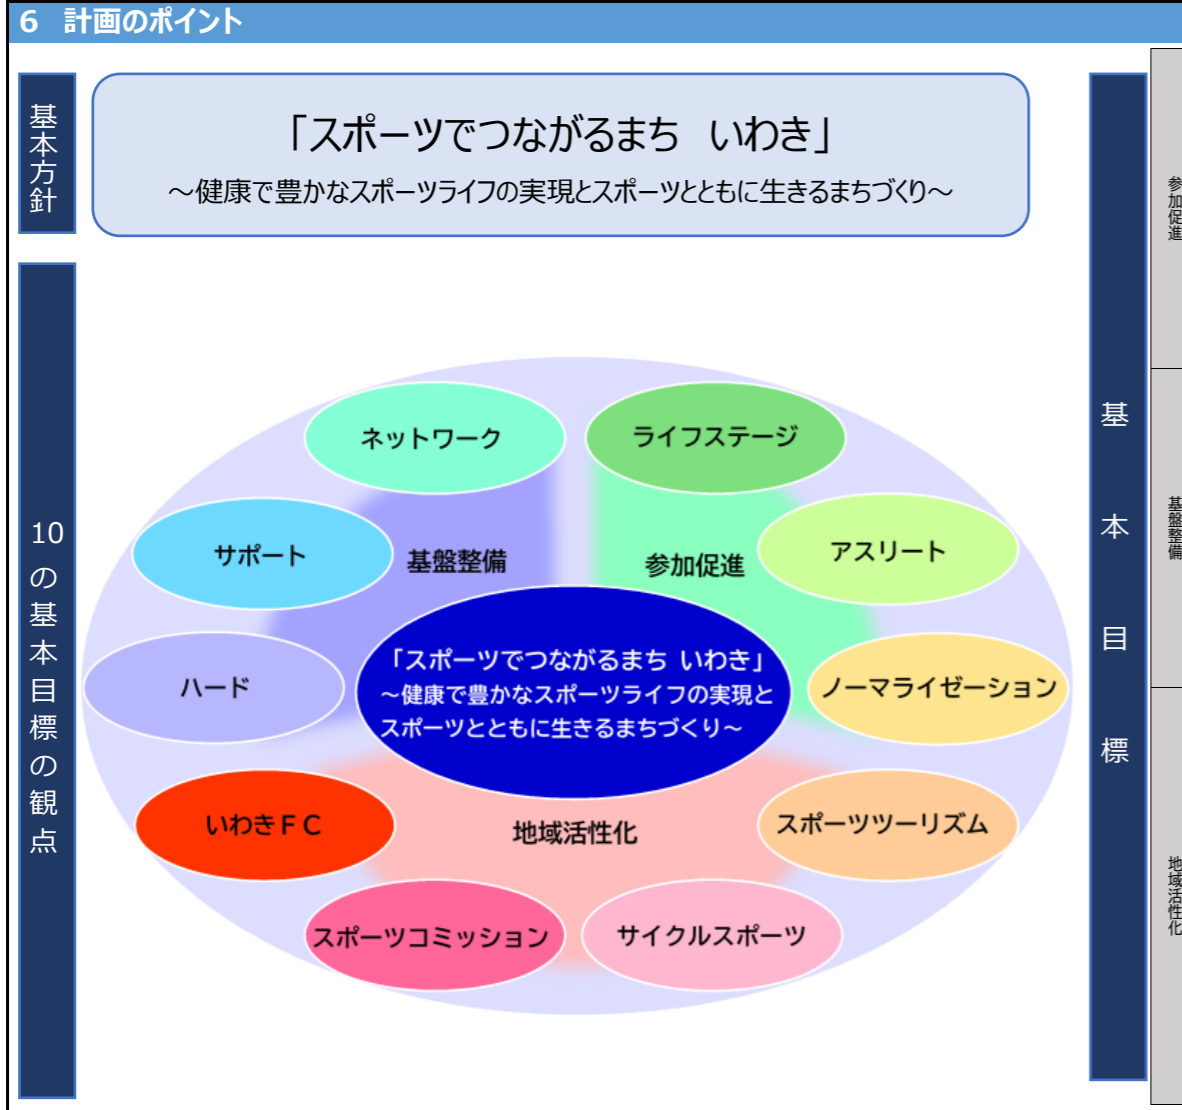 6 計画のポイント
基本方針
「スポーツでつながるまち いわき」
～健康で豊かなスポーツライフの実現とスポーツとともに生きるまちづくり～
10の基本目標の観点
ネットワーク
ライフステージ
サポート
基盤整備
参加促進
アスリート
ハード
「スポーツでつながるまち いわき」
～健康で豊かなスポーツライフの実現と
スポーツとともに生きるまちづくり～
ノーマライゼーション
いわきＦＣ
地域活性化
スポーツツーリズム
スポーツコミッション
サイクルスポーツ
基本目標
参加促進
基盤整備
地域活性化